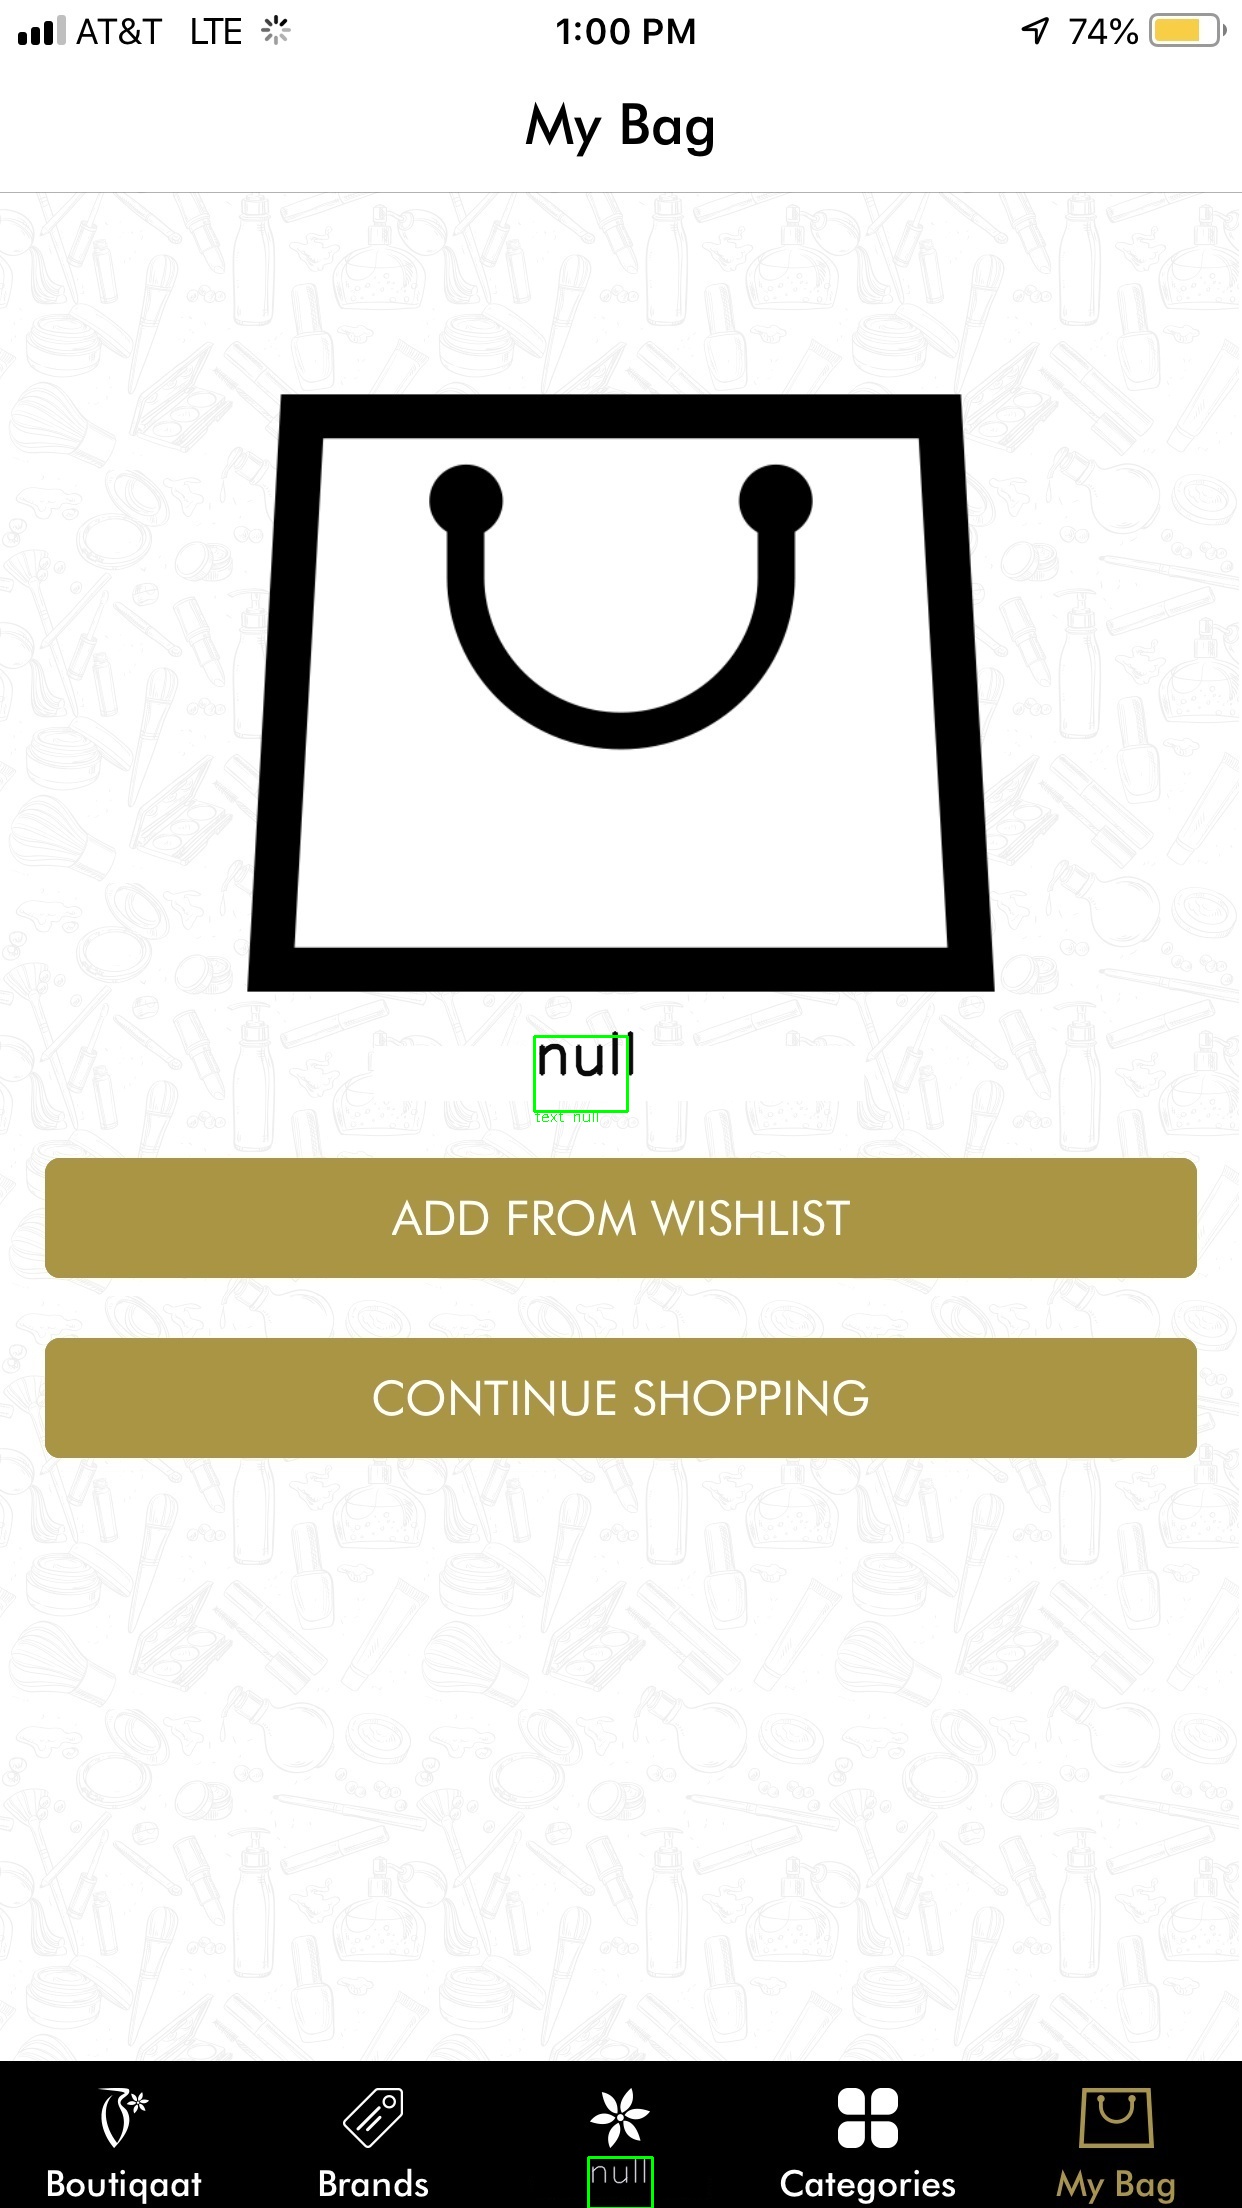 AT&T LTE 1:00 PM 74%
My Bag
null
text null
ADD FROM WISHLIST
CONTINUE SHOPPING
Boutiqaat Brands null Categories My Bag